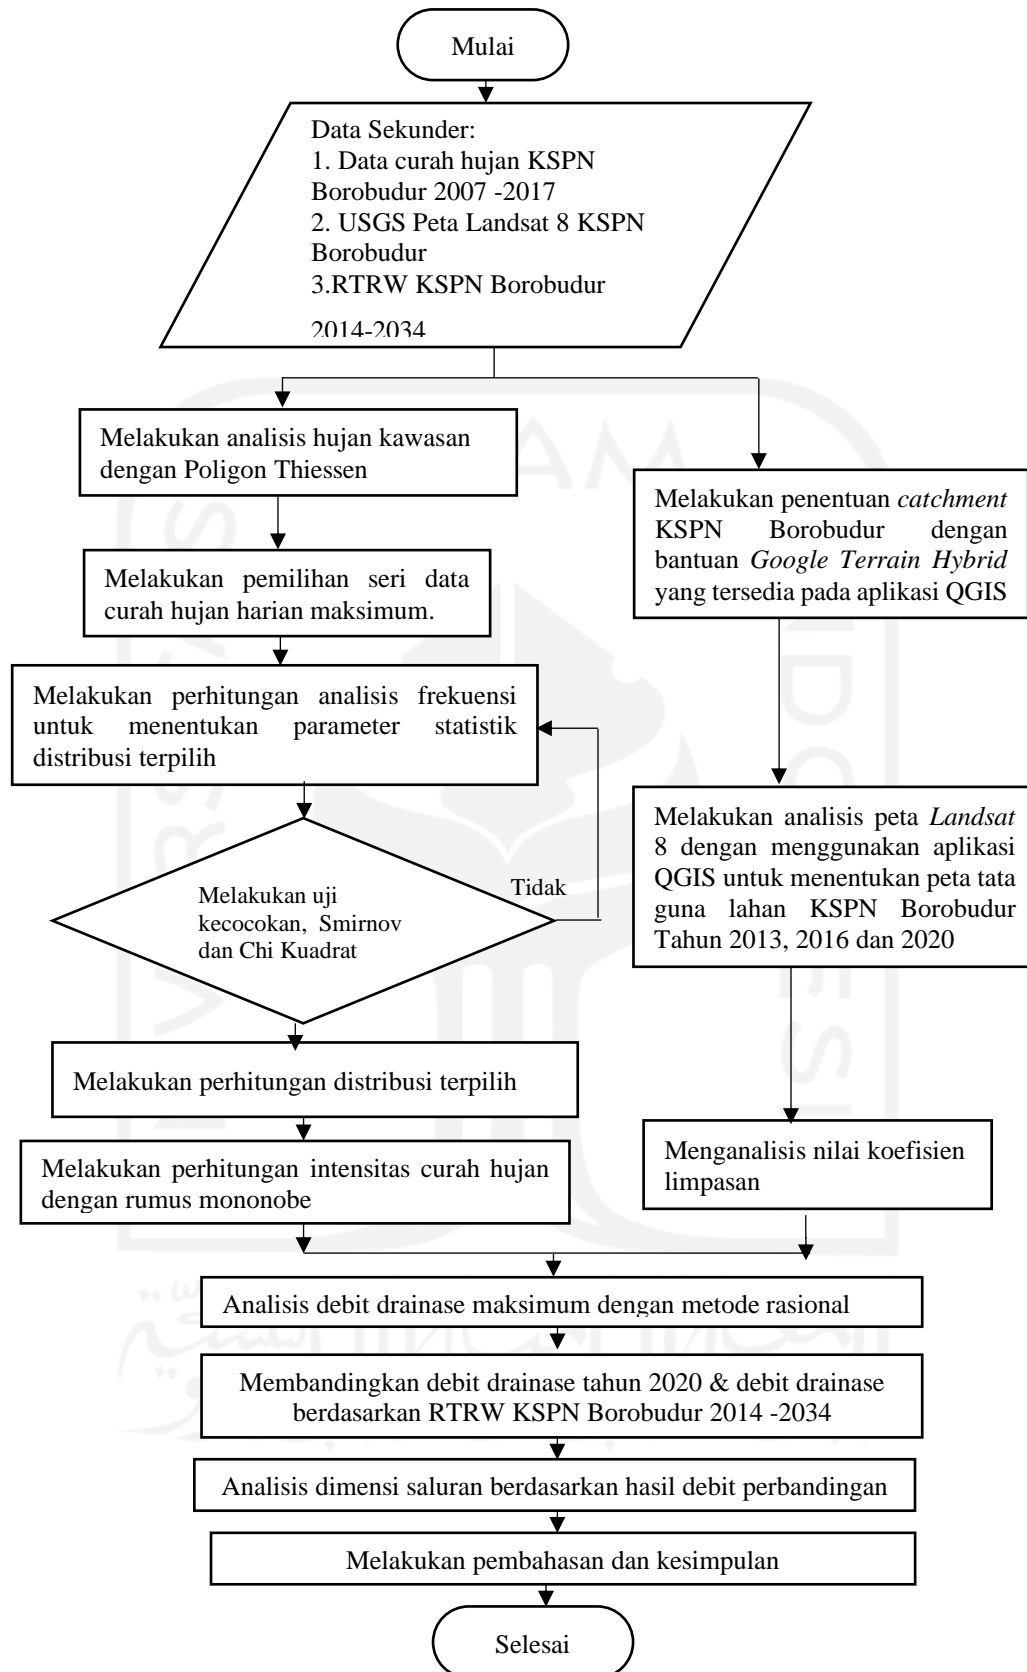 Mulai
Data Sekunder:
1. Data curah hujan KSPN
Borobudur 2007 -2017
2. USGS Peta Landsat 8 KSPN
Borobudur
3.RTRW KSPN Borobudur
2014-2034
Melakukan analisis hujan kawasan
dengan Poligon Thiessen
Melakukan pemilihan seri data
curah hujan harian maksimum.
Melakukan perhitungan analisis frekuensi
untuk menentukan parameter statistik
distribusi terpilih
Melakukan uji
kecocokan, Smirnov
dan Chi Kuadrat
Tidak
Melakukan perhitungan distribusi terpilih
Melakukan perhitungan intensitas curah hujan
dengan rumus mononobe
Melakukan penentuan catchment
KSPN Borobudur dengan
bantuan Google Terrain Hybrid
yang tersedia pada aplikasi QGIS
Melakukan analisis peta Landsat
8 dengan menggunakan aplikasi
QGIS untuk menentukan peta tata
guna lahan KSPN Borobudur
Tahun 2013, 2016 dan 2020
Menganalisis nilai koefisien
limpasan
Analisis debit drainase maksimum dengan metode rasional
Membandingkan debit drainase tahun 2020 & debit drainase
berdasarkan RTRW KSPN Borobudur 2014 -2034
Analisis dimensi saluran berdasarkan hasil debit perbandingan
Melakukan pembahasan dan kesimpulan
Selesai